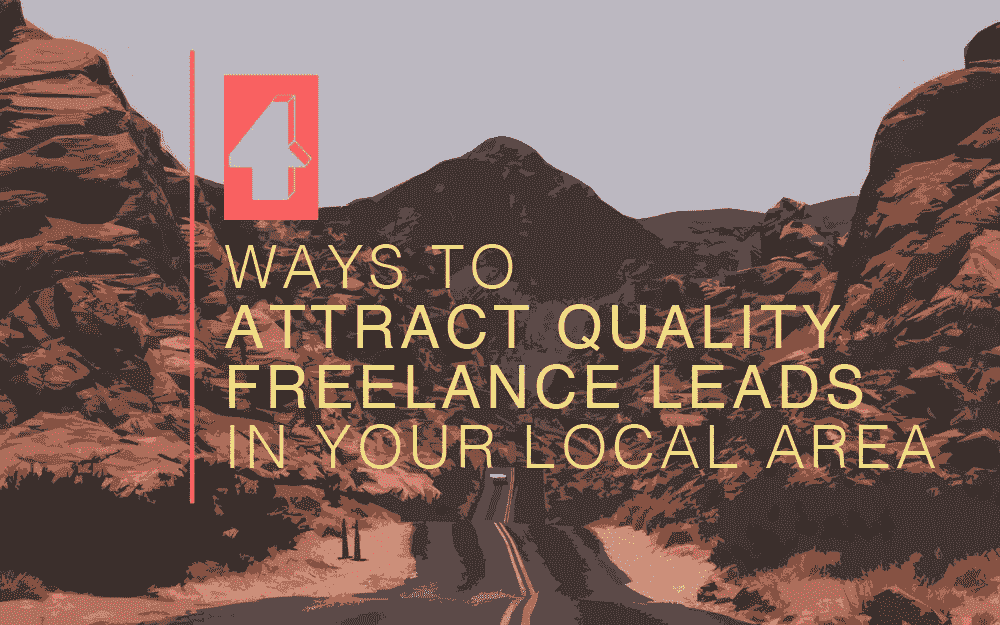 4
WAYS TO
ATTRACT QUALITY
FREELANCE LEADS
IN YOUR LOCAL AREA